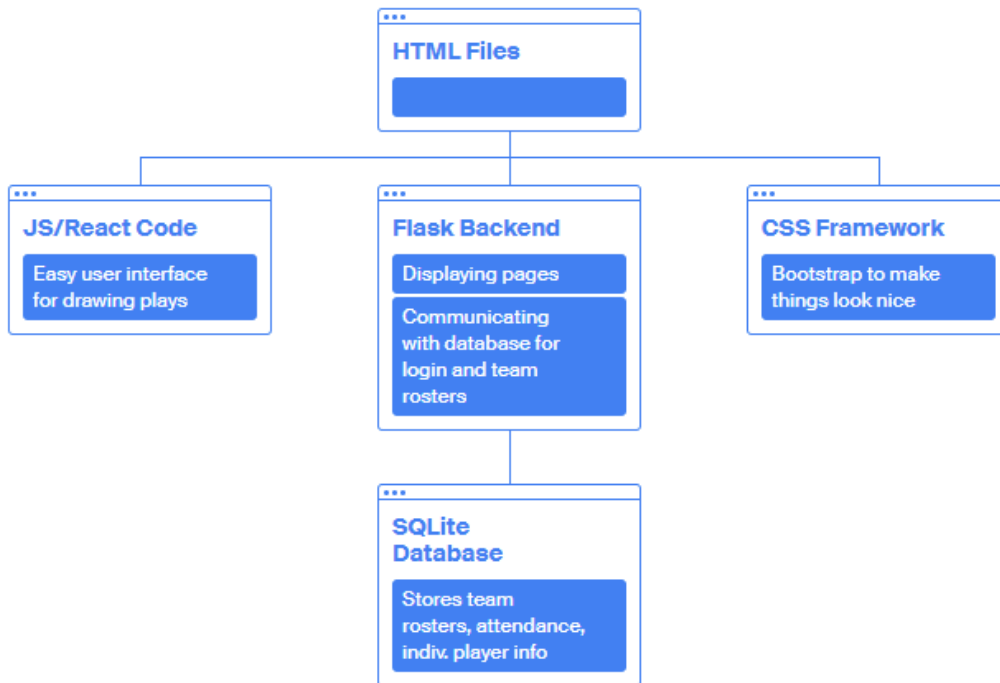 HTML Files
JS/React Code
Easy user interface
for drawing plays
Flask Backend
Displaying pages
Communicating
with database for
login and team
rosters
CSS Framework
Bootstrap to make
things look nice
SQLite
Database
Stores team
rosters, attendance,
indiv. player info